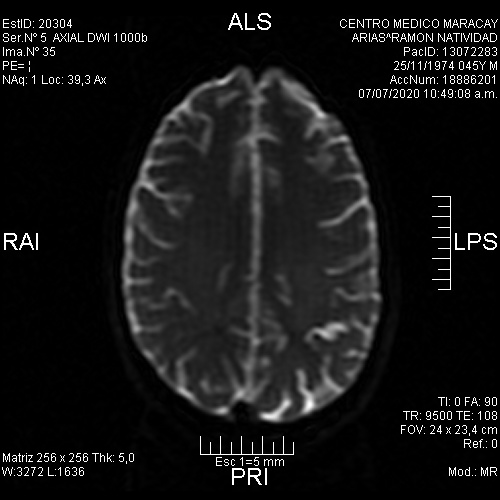 EstID: 20304
Ser.Nº 5 AXIAL DWI 1000b
Ima.Nº 35
PE= ¦
NAq: 1 Loc: 39,3 Ax
ALS
CENTRO MEDICO MARACAY
ARIAS^RAMON NATIVIDAD
PacID: 13072283
25/11/1974 045Y M
AccNum: 18886201
07/07/2020 10:49:08 a.m.
RAI
LPS
Matriz 256 x 256 Thk: 5,0
W:3272 L:1636
Esc 1=5 mm
PRI
TI: 0 FA: 90
TR: 9500 TE: 108
FOV: 24 x 23,4 cm
Ref.: 0
Mod.: MR